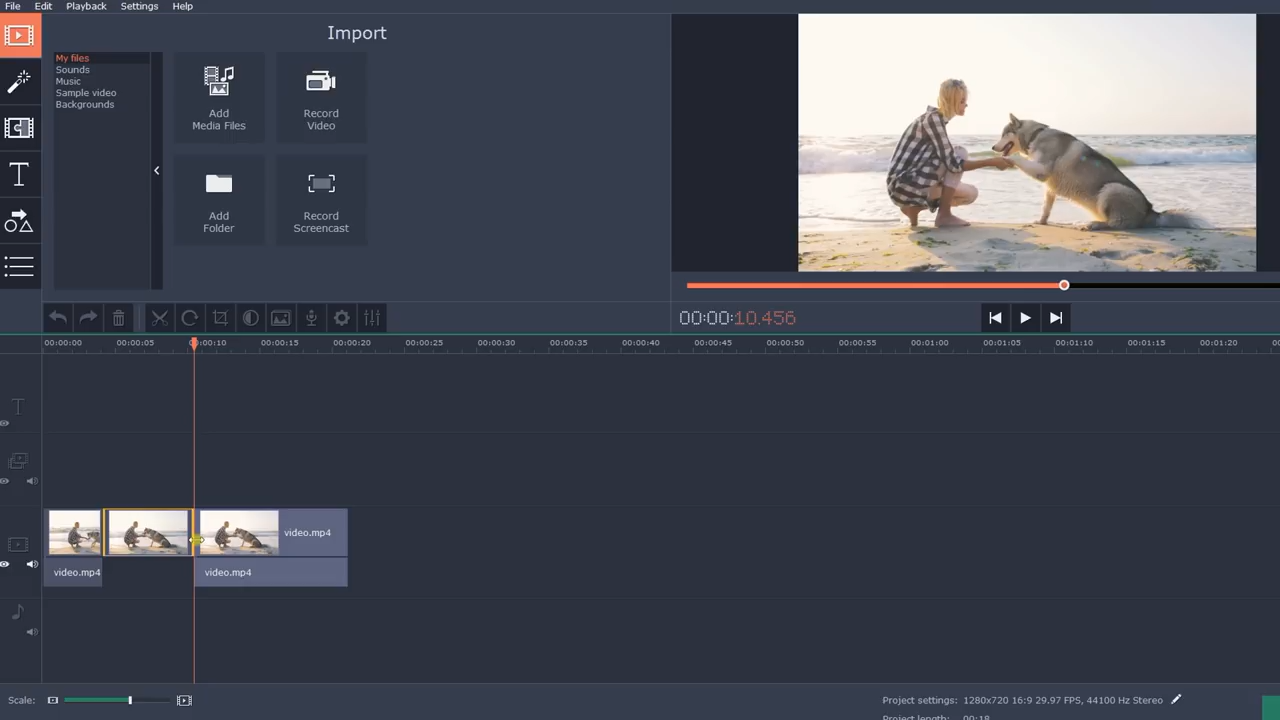 File Edit Playback Settings Help
Import
My files
Sounds
Music
Sample video
Backgrounds
Add
Media Files
Record
Video
Add
Folder
Record
Screencast
00:00:10.456
00:00:00 00:00:05 00:00:10 00:00:15 00:00:20 00:00:25 00:00:30 00:00:35 00:00:40 00:00:45 00:00:50 00:00:55 00:01:00 00:01:05 00:01:10 00:01:15 00:01:20 00
video.mp4
video.mp4 video.mp4
Scale:
Project settings: 1280x720 16:9 29.97 FPS, 44100 Hz Stereo
Project length: 00:18